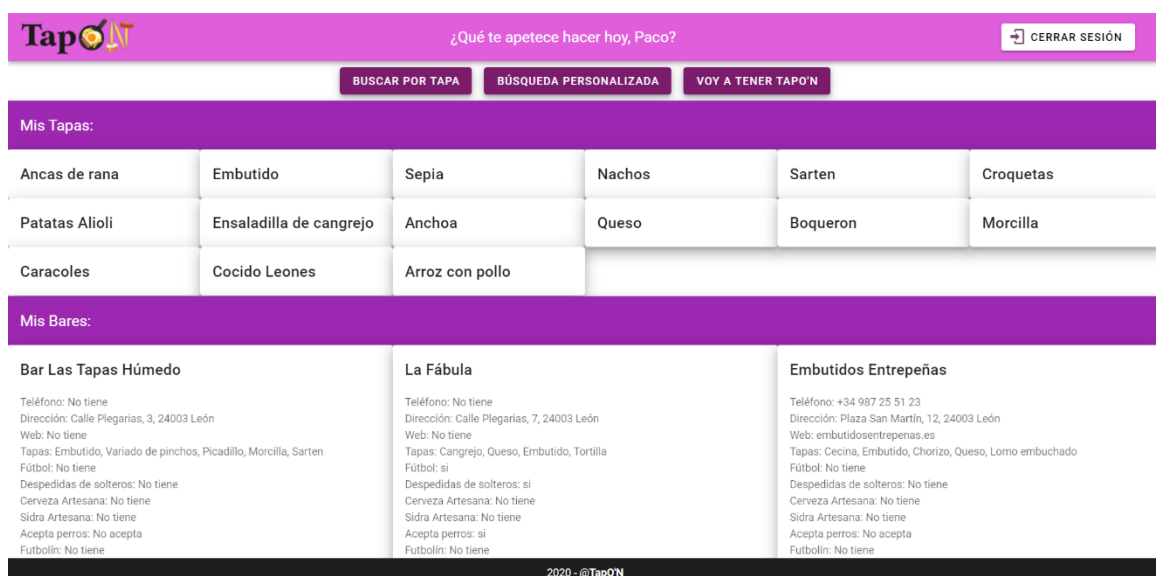 TapON
¿Qué te apetece hacer hoy, Paco?
CERRAR SESIÓN
BUSCAR POR TAPA
BÚSQUEDA PERSONALIZADA
VOY A TENER TAPO'N
Mis Tapas:
Ancas de rana
Embutido
Sepia
Nachos
Sarten
Croquetas
Patatas Alioli
Ensaladilla de cangrejo
Anchoa
Queso
Boqueron
Morcilla
Caracoles
Cocido Leones
Arroz con pollo
Mis Bares:
Bar Las Tapas Húmedo
Teléfono: No tiene
Dirección: Calle Plegarias, 3, 24003 León
Web: No tiene
Tapas: Embutido, Variado de pinchos, Picadillo, Morcilla, Sarten
Fútbol: No tiene
Despedidas de solteros: No tiene
Cerveza Artesana: No tiene
Sidra Artesana: No tiene
Acepta perros: No acepta
Futbolín: No tiene
La Fábula
Teléfono: No tiene
Dirección: Calle Plegarias, 7, 24003 León
Web: No tiene
Tapas: Cangrejo, Queso, Embutido, Tortilla
Fútbol: si
Despedidas de solteros: si
Cerveza Artesana: No tiene
Sidra Artesana: No tiene
Acepta perros: si
Futbolín: No tiene
Embutidos Entrepeñas
Teléfono: +34 987 25 51 23
Dirección: Plaza San Martín, 12, 24003 León
Web: embutidosentrepenas.es
Tapas: Cecina, Embutido, Chorizo, Queso, Lomo embuchado
Fútbol: No tiene
Despedidas de solteros: No tiene
Cerveza Artesana: No tiene
Sidra Artesana: No tiene
Acepta perros: No acepta
Futbolín: No tiene
2020 - @TapO'N